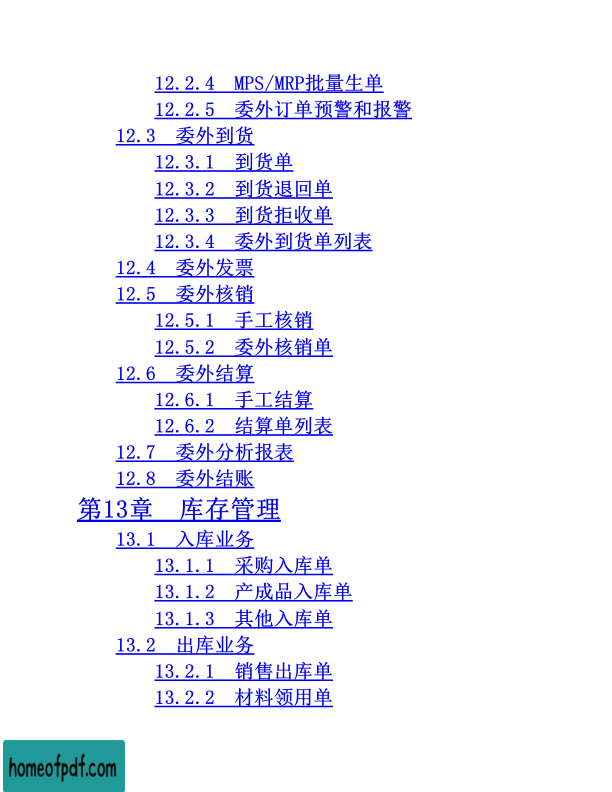 12.2.4 MPS/MRP批量生单
12.2.5 委外订单预警和报警
12.3 委外到货
12.3.1 到货单
12.3.2 到货退回单
12.3.3 到货拒收单
12.3.4 委外到货单列表
12.4 委外发票
12.5 委外核销
12.5.1 手工核销
12.5.2 委外核销单
12.6 委外结算
12.6.1 手工结算
12.6.2 结算单列表
12.7 委外分析报表
12.8 委外结账
第13章 库存管理
13.1 入库业务
13.1.1 采购入库单
13.1.2 产成品入库单
13.1.3 其他入库单
13.2 出库业务
13.2.1 销售出库单
13.2.2 材料领用单
homeofpdf.com